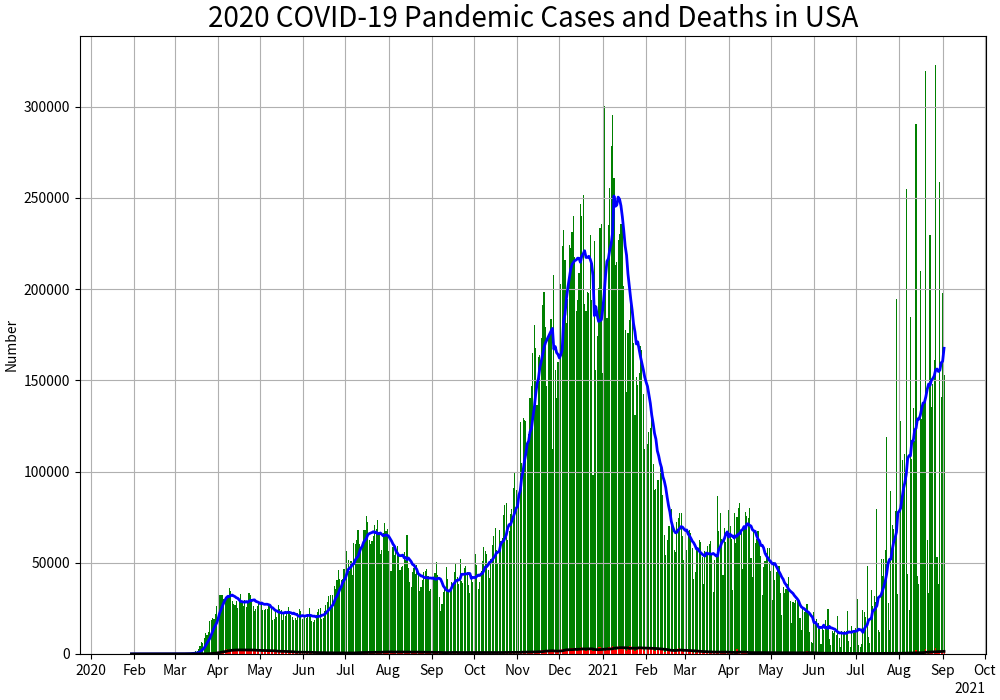 2020 COVID-19 Pandemic Cases and Deaths in USA
Number
300000
250000
200000
150000
100000
50000
0
2020 Feb Mar Apr May Jun Jul Aug Sep Oct Nov Dec 2021 Feb Mar Apr May Jun Jul Aug Sep Oct
2021